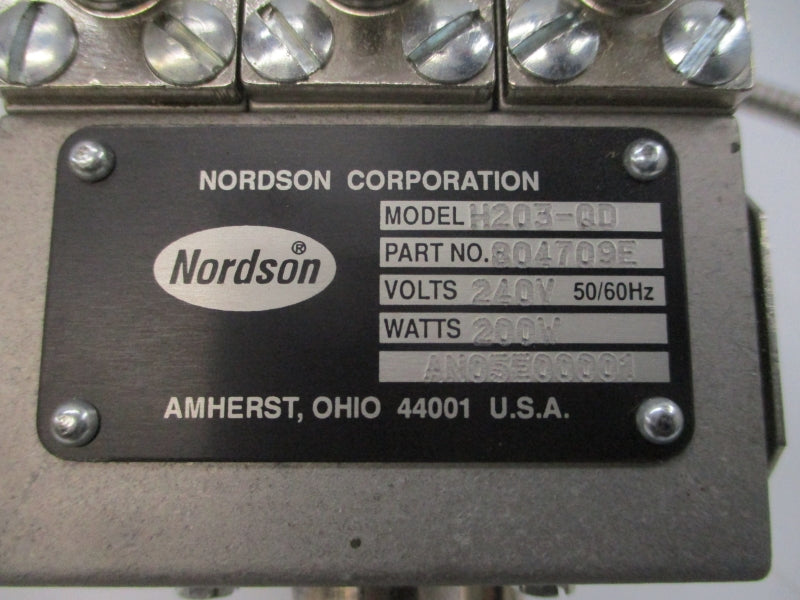 NORDSON CORPORATION
Nordson®
MODEL H203-QD
PART NO. 804709E
VOLTS 240V 50/60Hz
WATTS 200W
AN05E00001
AMHERST, OHIO 44001 U.S.A.